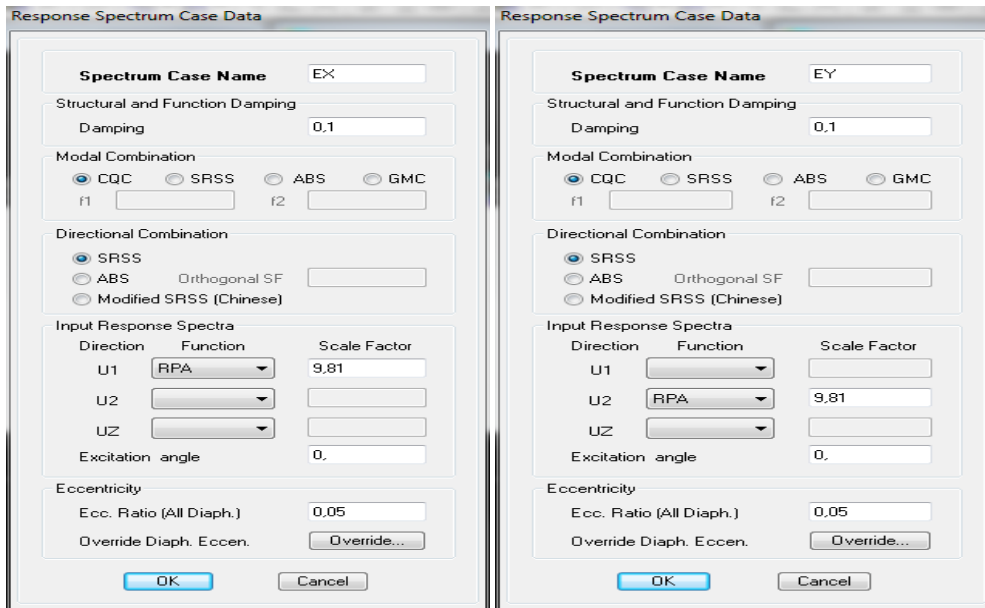 Response Spectrum Case Data
Spectrum Case Name EX
Structural and Function Damping
Damping 0,1
Modal Combination
CQC SRSS ABS GMC
f1 f2
Directional Combination
SRSS
ABS Orthogonal SF
Modified SRSS (Chinese)
Input Response Spectra
Direction Function Scale Factor
U1 RPA 9,81
U2
UZ
Excitation angle 0,
Eccentricity
Ecc. Ratio (All Diaph.) 0,05
Override Diaph. Eccen. Override...
OK Cancel
Response Spectrum Case Data
Spectrum Case Name EY
Structural and Function Damping
Damping 0,1
Modal Combination
CQC SRSS ABS GMC
f1 f2
Directional Combination
SRSS
ABS Orthogonal SF
Modified SRSS (Chinese)
Input Response Spectra
Direction Function Scale Factor
U1
U2 RPA 9,81
UZ
Excitation angle 0,
Eccentricity
Ecc. Ratio (All Diaph.) 0,05
Override Diaph. Eccen. Override...
OK Cancel